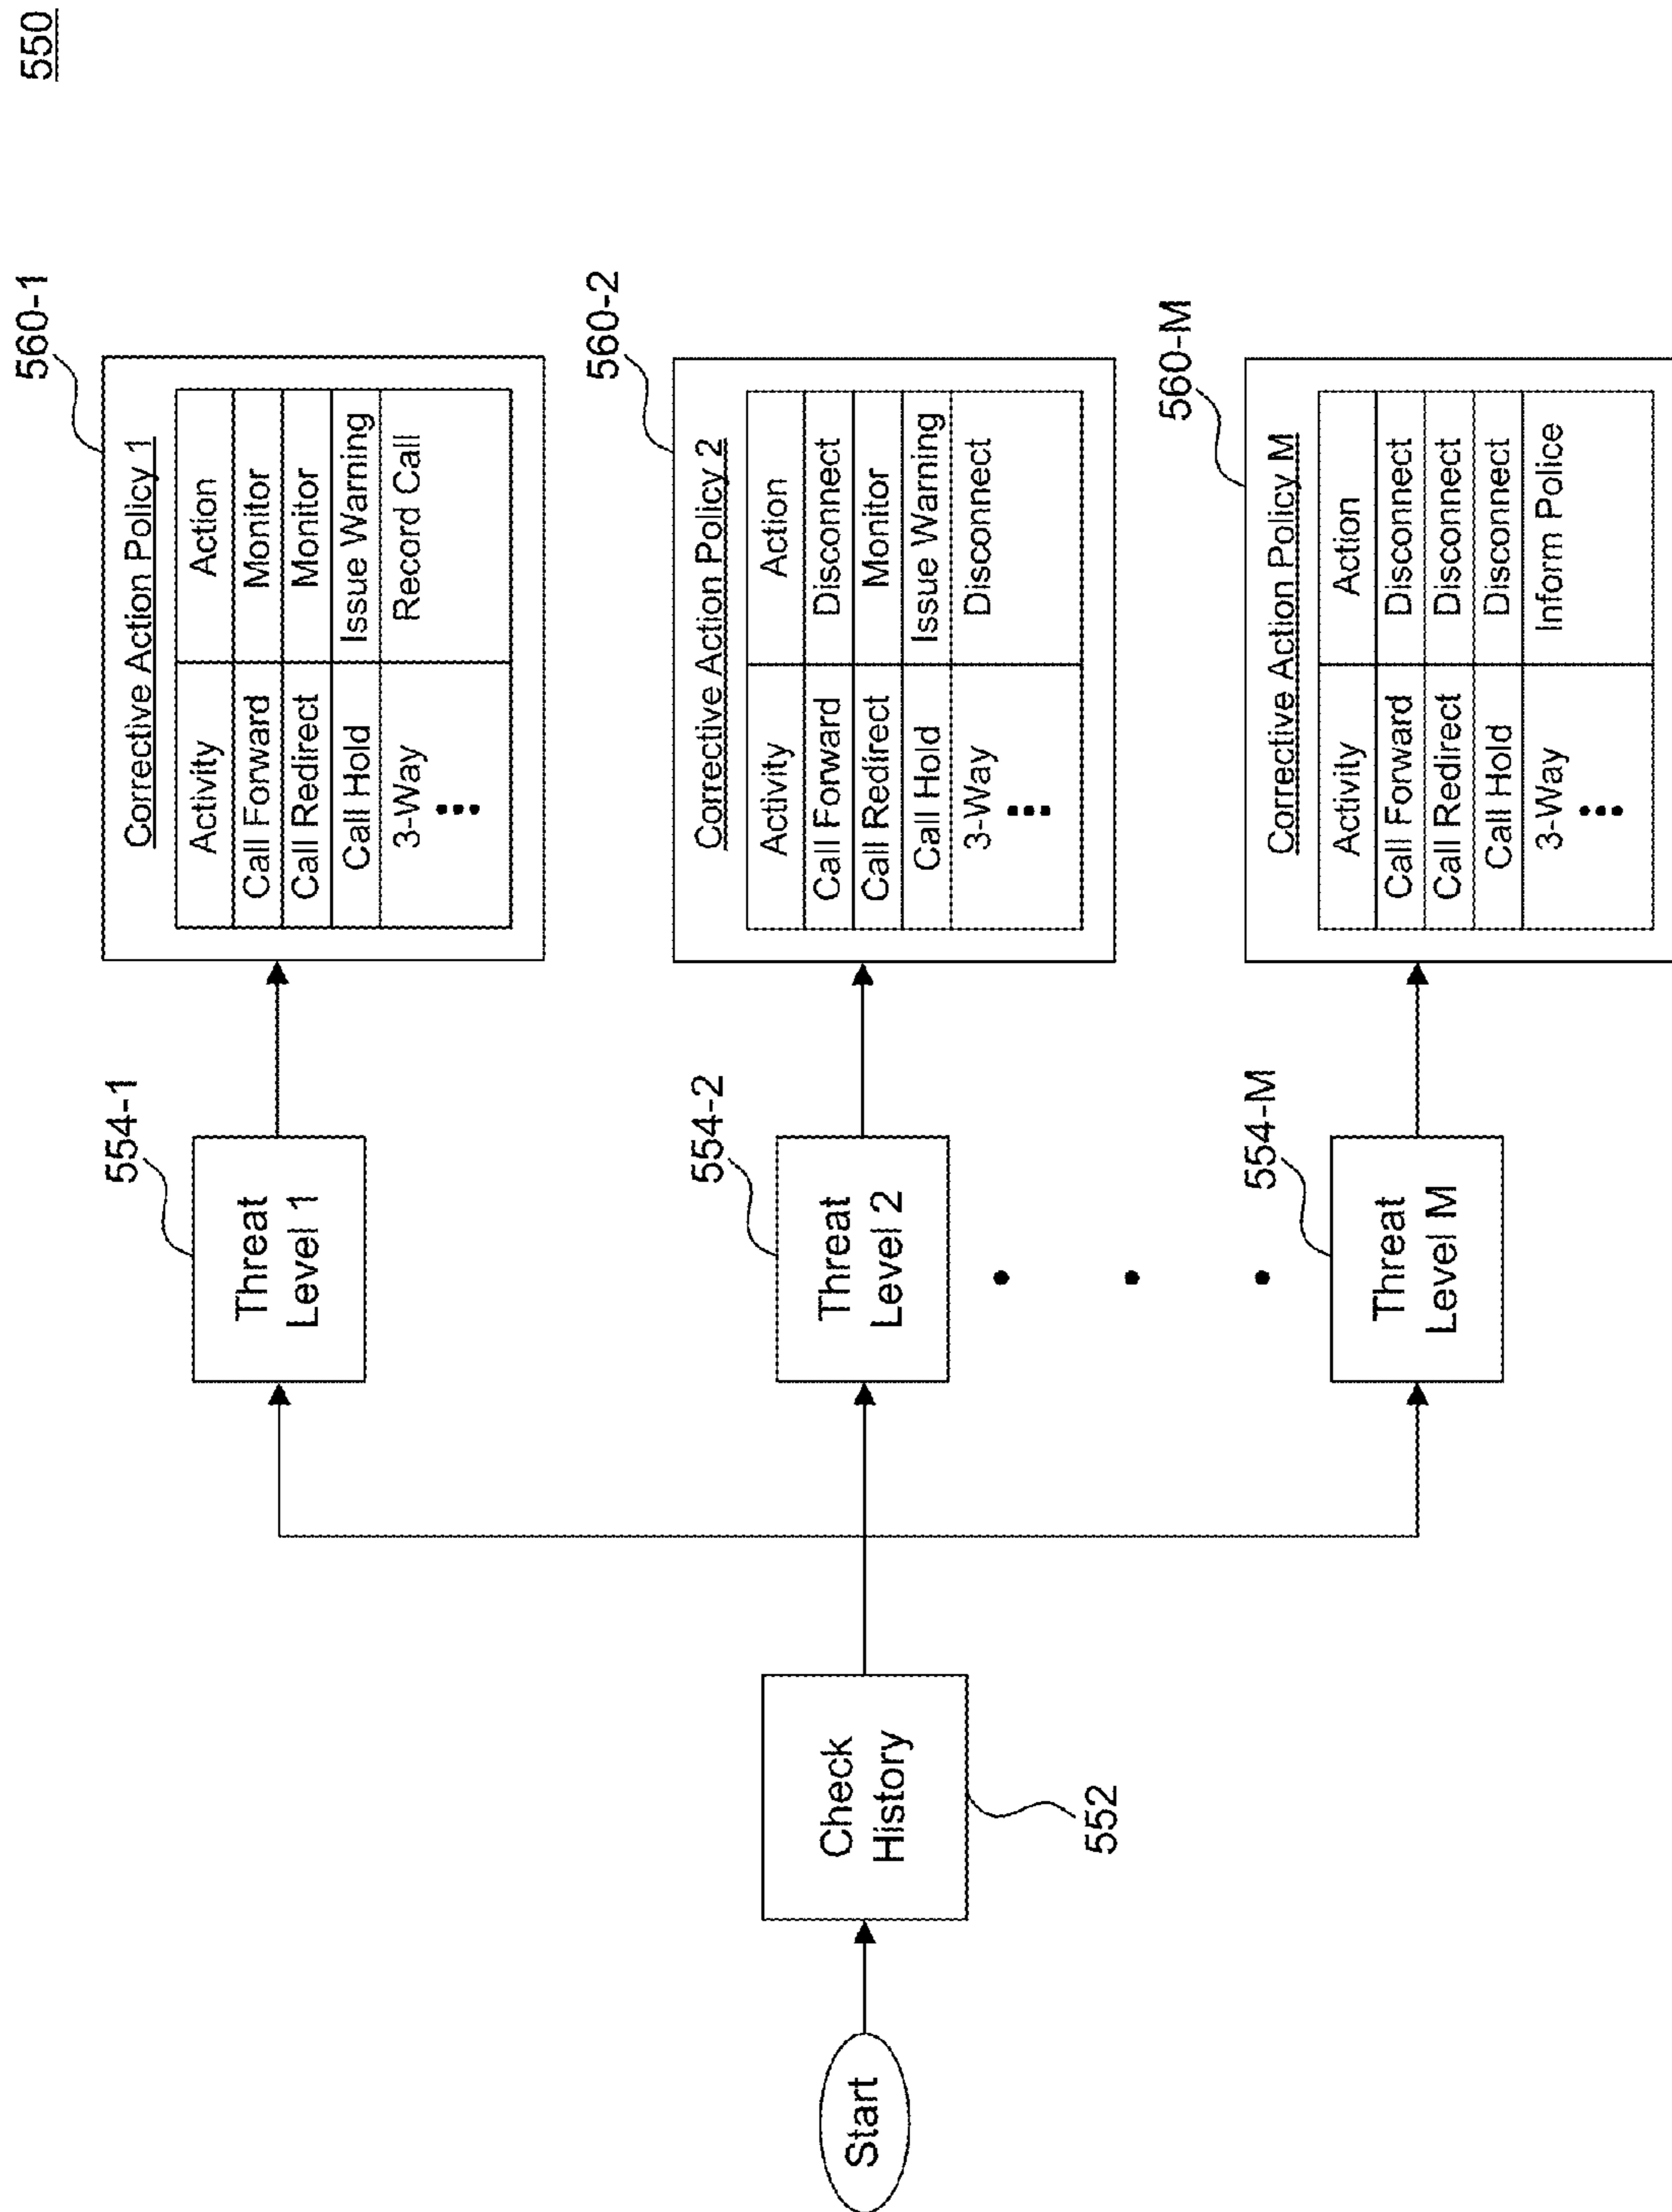 550
Start
Check
History
552
554-1
Threat
Level 1
554-2
Threat
Level 2
554-M
Threat
Level M
560-1
Corrective Action Policy 1
Activity Action
Call Forward Monitor
Call Redirect Monitor
Call Hold Issue Warning
3-Way Record Call
560-2
Corrective Action Policy 2
Activity Action
Call Forward Disconnect
Call Redirect Monitor
Call Hold Issue Warning
3-Way Disconnect
560-M
Corrective Action Policy M
Activity Action
Call Forward Disconnect
Call Redirect Disconnect
Call Hold Disconnect
3-Way Inform Police